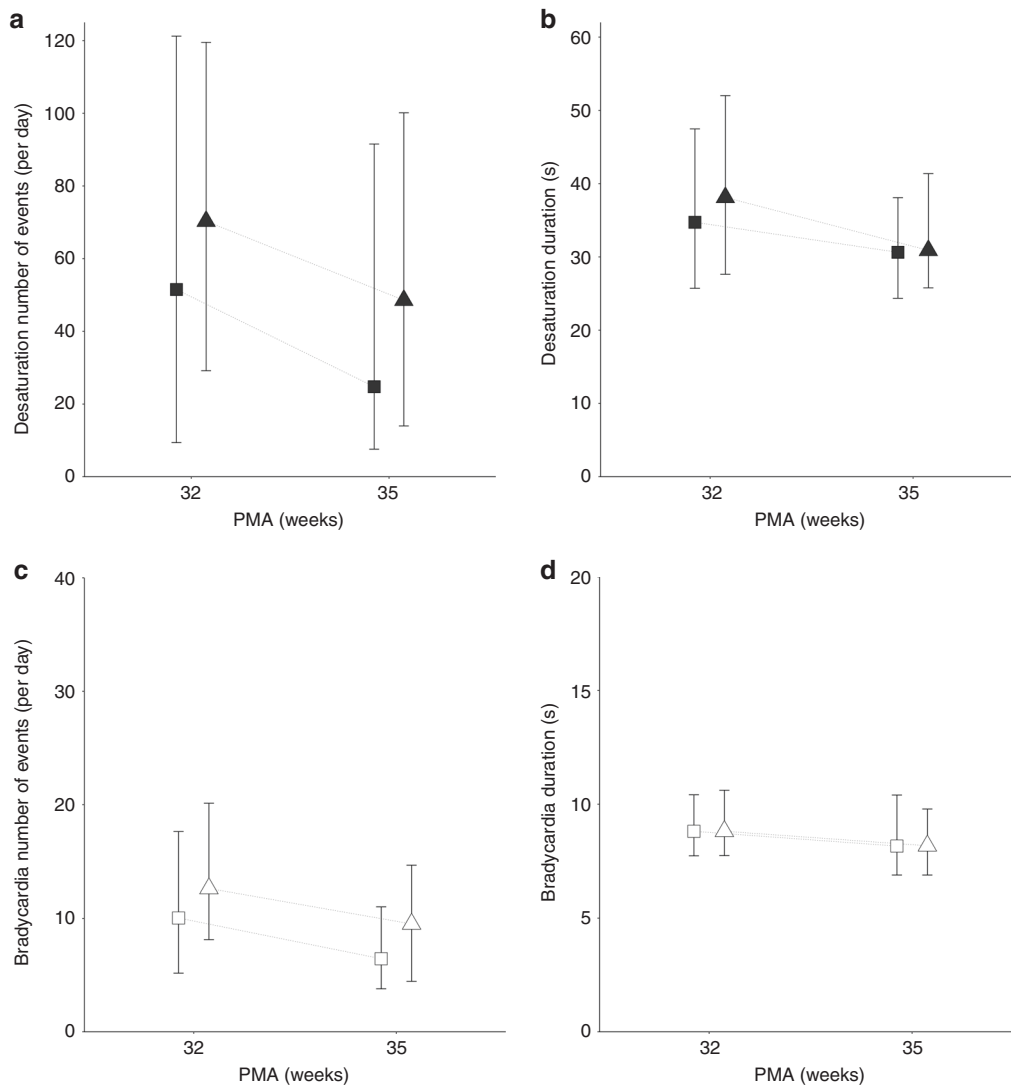 a
Desaturation number of events (per day)
120
100
80
60
40
20
0
32
35
PMA (weeks)
b
Desaturation duration (s)
60
50
40
30
20
10
0
32
35
PMA (weeks)
c
Bradycardia number of events (per day)
40
30
20
10
0
32
35
PMA (weeks)
d
Bradycardia duration (s)
20
15
10
5
0
32
35
PMA (weeks)